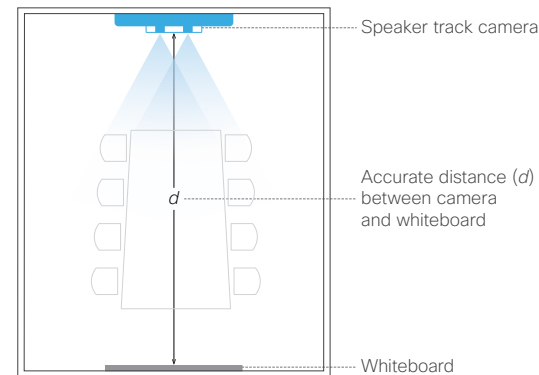 Speaker track camera
d
Accurate distance (d)
between camera
and whiteboard
Whiteboard